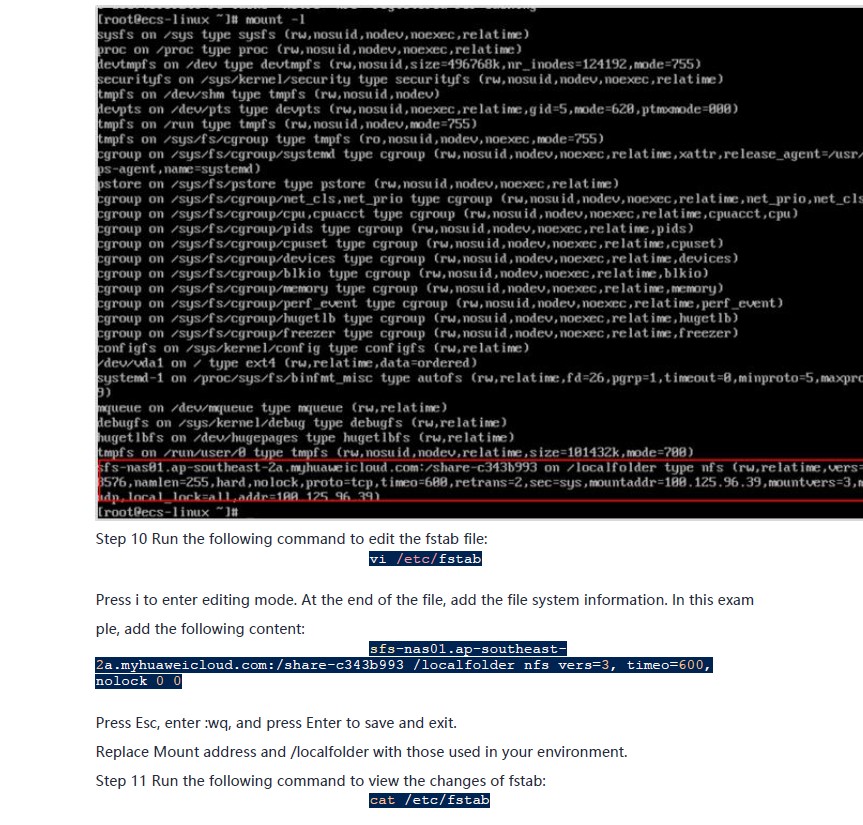 [root@ecs-linux ~]# mount -l
sysfs on /sys type sysfs (rw,nosuid,nodev,noexec,relatime)
proc on /proc type proc (rw,nosuid,nodev,noexec,relatime)
devtmpfs on /dev type devtmpfs (rw,nosuid,size=496768k,nr_inodes=124192,mode=755)
securityfs on /sys/kernel/security type securityfs (rw,nosuid,nodev,noexec,relatime)
tmpfs on /dev/shm type tmpfs (rw,nosuid,nodev)
devpts on /dev/pts type devpts (rw,nosuid,noexec,relatime,gid=5,mode=620,ptmxmode=000)
tmpfs on /run type tmpfs (rw,nosuid,nodev,mode=755)
tmpfs on /sys/fs/cgroup type tmpfs (ro,nosuid,nodev,noexec,mode=755)
cgroup on /sys/fs/cgroup/systemd type cgroup (rw,nosuid,nodev,noexec,relatime,xattr,release_agent=/usr/
ps-agent,name=systemd)
pstore on /sys/fs/pstore type pstore (rw,nosuid,nodev,noexec,relatime)
cgroup on /sys/fs/cgroup/net_cls,net_prio type cgroup (rw,nosuid,nodev,noexec,relatime,net_prio,net_cls
cgroup on /sys/fs/cgroup/cpu,cpuacct type cgroup (rw,nosuid,nodev,noexec,relatime,cpuacct,cpu)
cgroup on /sys/fs/cgroup/pids type cgroup (rw,nosuid,nodev,noexec,relatime,pids)
cgroup on /sys/fs/cgroup/cpuset type cgroup (rw,nosuid,nodev,noexec,relatime,cpuset)
cgroup on /sys/fs/cgroup/devices type cgroup (rw,nosuid,nodev,noexec,relatime,devices)
cgroup on /sys/fs/cgroup/blkio type cgroup (rw,nosuid,nodev,noexec,relatime,blkio)
cgroup on /sys/fs/cgroup/memory type cgroup (rw,nosuid,nodev,noexec,relatime,memory)
cgroup on /sys/fs/cgroup/perf_event type cgroup (rw,nosuid,nodev,noexec,relatime,perf_event)
cgroup on /sys/fs/cgroup/hugetlb type cgroup (rw,nosuid,nodev,noexec,relatime,hugetlb)
cgroup on /sys/fs/cgroup/freezer type cgroup (rw,nosuid,nodev,noexec,relatime,freezer)
configfs on /sys/kernel/config type configfs (rw,relatime)
/dev/vda1 on / type ext4 (rw,relatime,data=ordered)
systemd-1 on /proc/sys/fs/binfmt_misc type autofs (rw,relatime,fd=26,pgrp=1,timeout=0,minproto=5,maxpro
9)
mqueue on /dev/mqueue type mqueue (rw,relatime)
debugfs on /sys/kernel/debug type debugfs (rw,relatime)
hugetlbfs on /dev/hugepages type hugetlbfs (rw,relatime)
tmpfs on /run/user/0 type tmpfs (rw,nosuid,nodev,relatime,size=101432k,mode=700)
sfs-nas01.ap-southeast-2a.myhuaweicloud.com:/share-c343b993 on /localfolder type nfs (rw,relatime,vers=
8576,namlen=255,hard,nolock,proto=tcp,timeo=600,retrans=2,sec=sys,mountaddr=100.125.96.39,mountvers=3,m
udp,local_lock=all,addr=100.125.96.39)
[root@ecs-linux ~]# _
Step 10 Run the following command to edit the fstab file:
vi /etc/fstab
Press i to enter editing mode. At the end of the file, add the file system information. In this exam
ple, add the following content:
sfs-nas01.ap-southeast-
2a.myhuaweicloud.com:/share-c343b993 /localfolder nfs vers=3, timeo=600,
nolock 0 0
Press Esc, enter :wq, and press Enter to save and exit.
Replace Mount address and /localfolder with those used in your environment.
Step 11 Run the following command to view the changes of fstab:
cat /etc/fstab